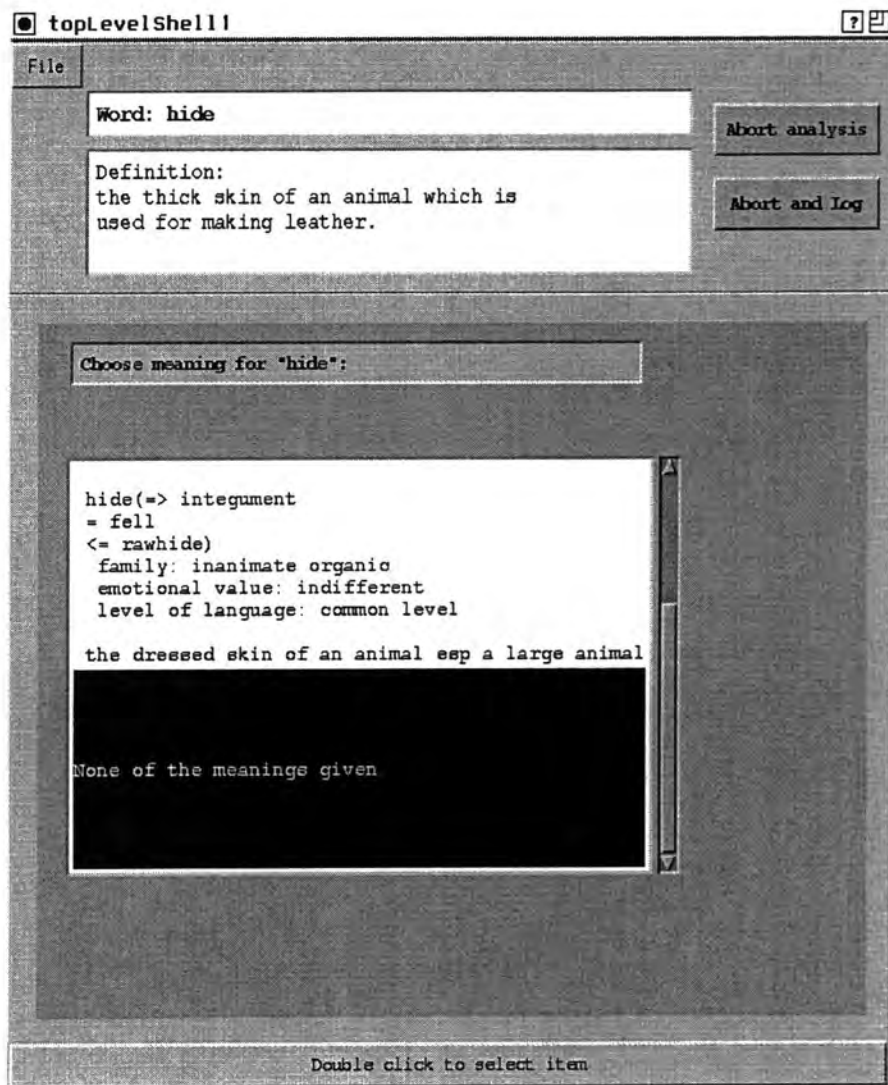 topLevelShell1
?
File
Word: hide
Abort analysis
Definition:
the thick skin of an animal which is
used for making leather.
Abort and Log
Choose meaning for "hide":
hide(=> integument
= fell
<= rawhide)
family: inanimate organic
emotional value: indifferent
level of language: common level
the dressed skin of an animal esp a large animal
None of the meanings given
Double click to select item